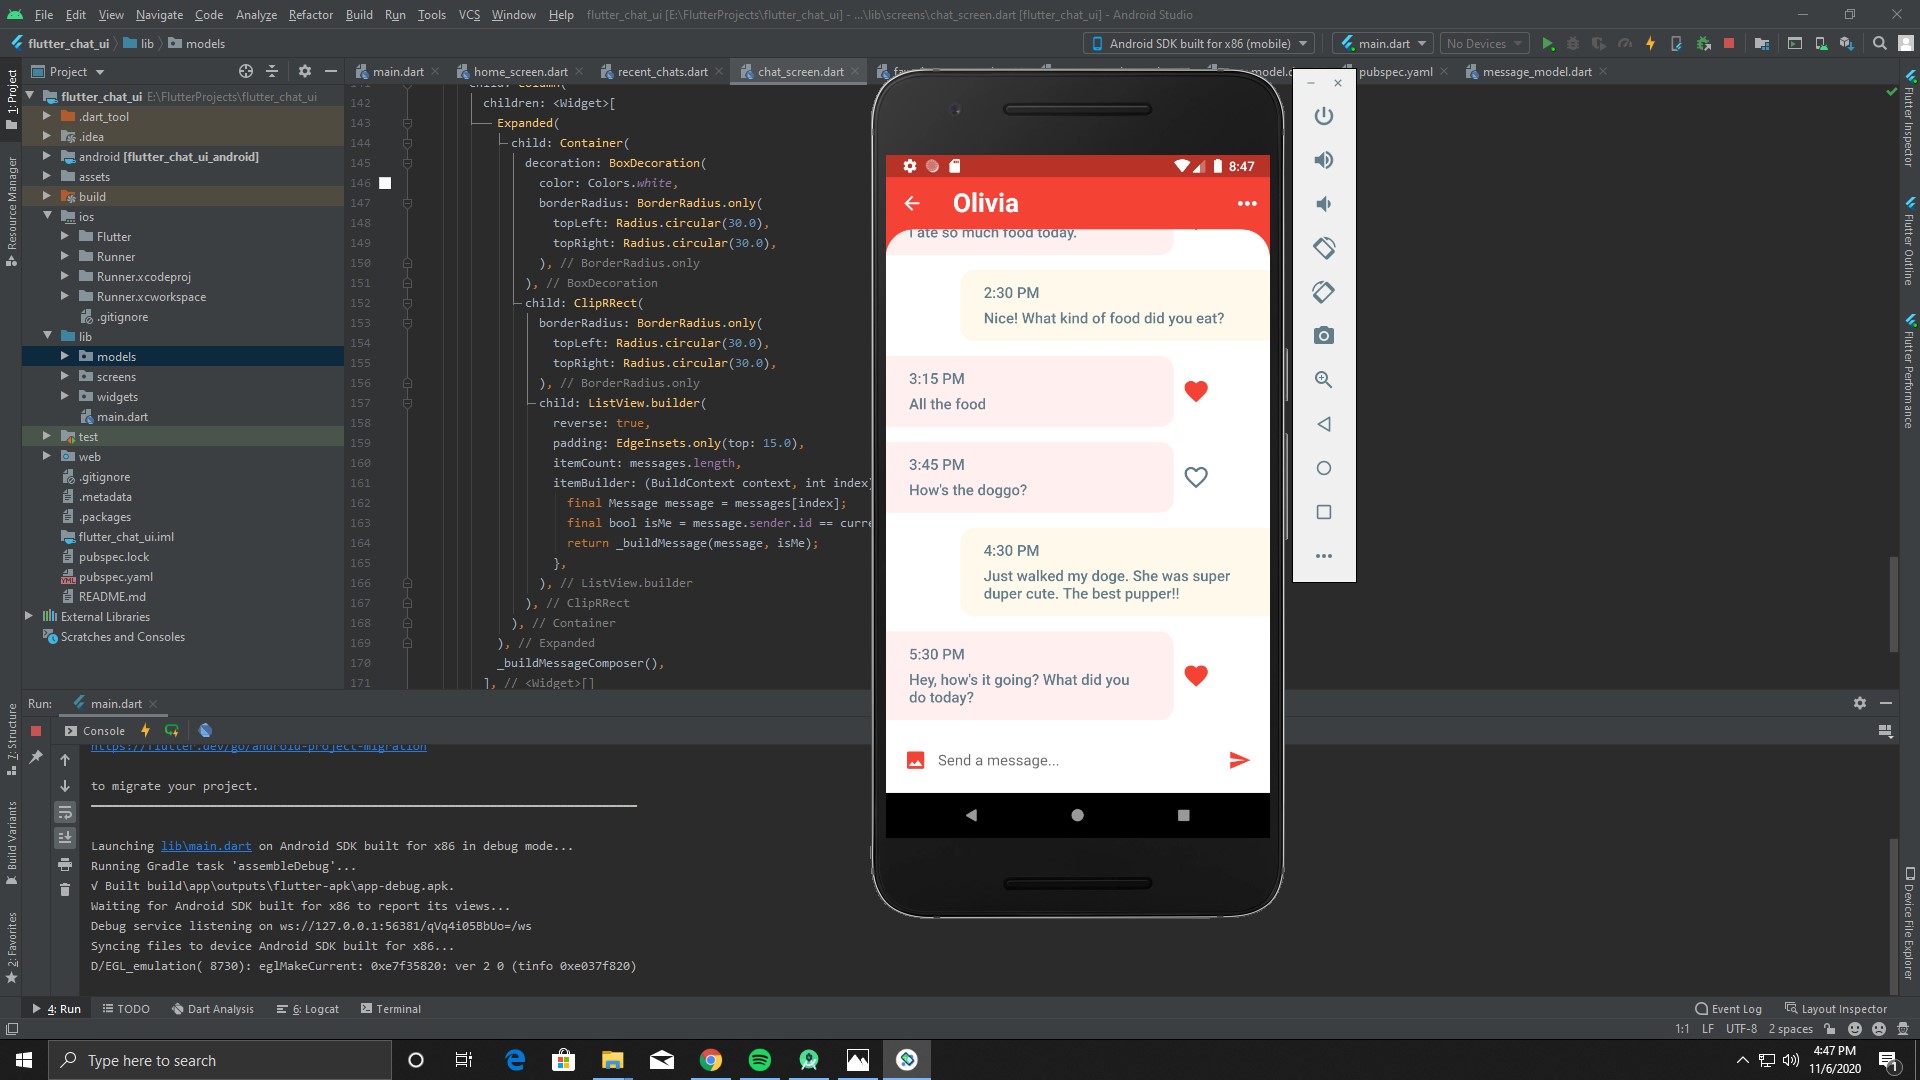 File Edit View Navigate Code Analyze Refactor Build Run Tools VCS Window Help flutter_chat_ui [E:\FlutterProjects\flutter_chat_ui] - ...\lib\screens\chat_screen.dart [flutter_chat_ui] - Android Studio
flutter_chat_ui lib models
Android SDK built for x86 (mobile) main.dart No Devices
Project
main.dart home_screen.dart recent_chats.dart chat_screen.dart pubspec.yaml message_model.dart
1: Project
Resource Manager
7: Structure
Build Variants
2: Favorites
flutter_chat_ui E:\FlutterProjects\flutter_chat_ui
.dart_tool
.idea
android [flutter_chat_ui_android]
assets
build
ios
Flutter
Runner
Runner.xcodeproj
Runner.xcworkspace
.gitignore
lib
models
screens
widgets
main.dart
test
web
.gitignore
.metadata
.packages
flutter_chat_ui.iml
pubspec.lock
pubspec.yaml
README.md
External Libraries
Scratches and Consoles
142 children: <Widget>[
143 Expanded(
144 child: Container(
145 decoration: BoxDecoration(
146 color: Colors.white,
147 borderRadius: BorderRadius.only(
148 topLeft: Radius.circular(30.0),
149 topRight: Radius.circular(30.0),
150 ), // BorderRadius.only
151 ), // BoxDecoration
152 child: ClipRRect(
153 borderRadius: BorderRadius.only(
154 topLeft: Radius.circular(30.0),
155 topRight: Radius.circular(30.0),
156 ), // BorderRadius.only
157 child: ListView.builder(
158 reverse: true,
159 padding: EdgeInsets.only(top: 15.0),
160 itemCount: messages.length,
161 itemBuilder: (BuildContext context, int index)
162 final Message message = messages[index];
163 final bool isMe = message.sender.id == curre
164 return _buildMessage(message, isMe);
165 },
166 ), // ListView.builder
167 ), // ClipRRect
168 ), // Container
169 ), // Expanded
170 _buildMessageComposer(),
171 ], // <Widget>[]
8:47
Olivia
I ate so much food today.
2:30 PM
Nice! What kind of food did you eat?
3:15 PM
All the food
3:45 PM
How's the doggo?
4:30 PM
Just walked my doge. She was super
duper cute. The best pupper!!
5:30 PM
Hey, how's it going? What did you
do today?
Send a message...
Flutter Inspector
Flutter Outline
Flutter Performance
Device File Explorer
Run: main.dart
Console
https://flutter.dev/go/android-project-migration
to migrate your project.
Launching lib\main.dart on Android SDK built for x86 in debug mode...
Running Gradle task 'assembleDebug'...
√ Built build\app\outputs\flutter-apk\app-debug.apk.
Waiting for Android SDK built for x86 to report its views...
Debug service listening on ws://127.0.0.1:56381/qVq4i05BbUo=/ws
Syncing files to device Android SDK built for x86...
D/EGL_emulation( 8730): eglMakeCurrent: 0xe7f35820: ver 2 0 (tinfo 0xe037f820)
4: Run TODO Dart Analysis 6: Logcat Terminal Event Log Layout Inspector
1:1 LF UTF-8 2 spaces
Type here to search
4:47 PM
11/6/2020
1